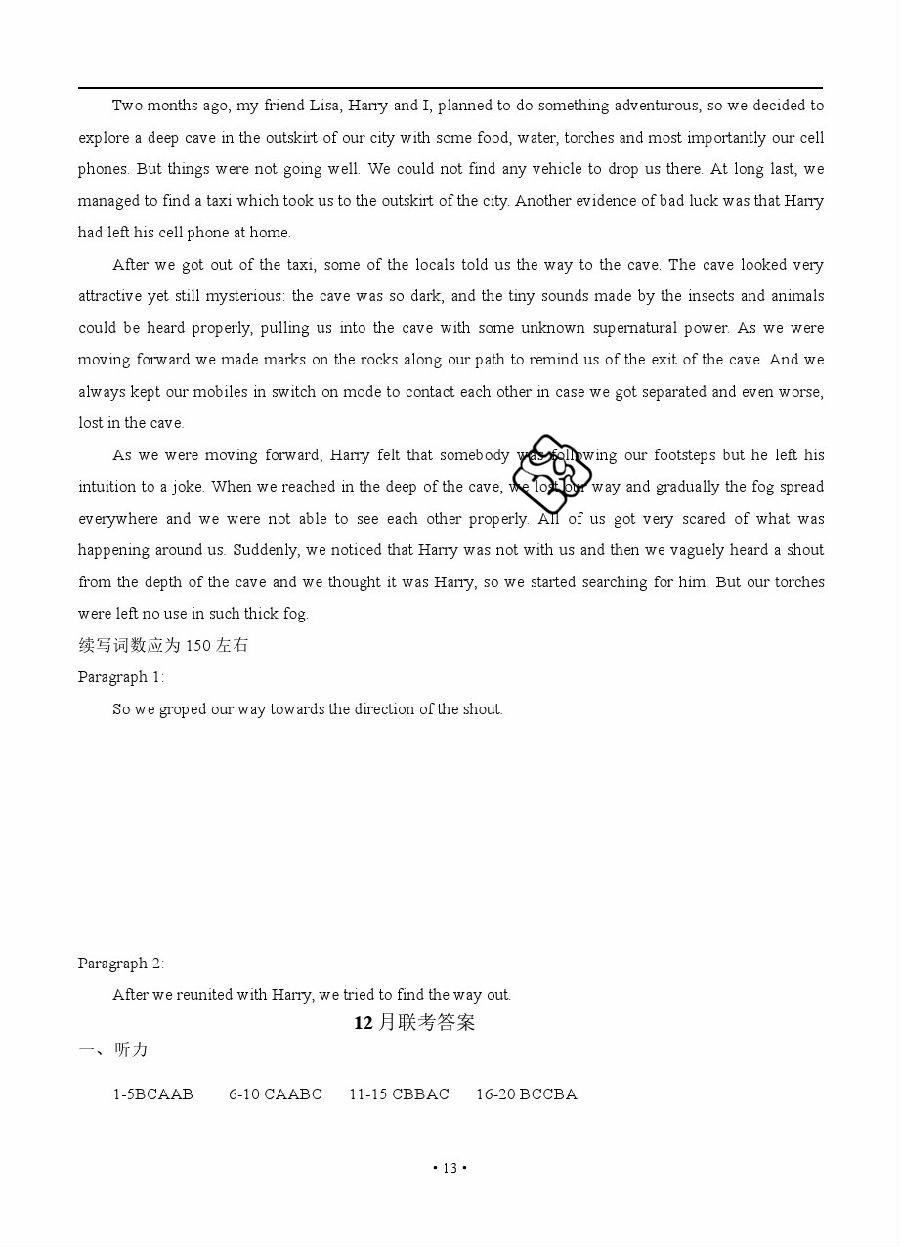 Two months ago, my friend Lisa, Harry and I, planned to do something adventurous, so we decided to
explore a deep cave in the outskirt of our city with some food, water, torches and most importantly our cell
phones. But things were not going well. We could not find any vehicle to drop us there. At long last, we
managed to find a taxi which took us to the outskirt of the city. Another evidence of bad luck was that Harry
had left his cell phone at home.
After we got out of the taxi, some of the locals told us the way to the cave. The cave looked very
attractive yet still mysterious: the cave was so dark, and the tiny sounds made by the insects and animals
could be heard properly, pulling us into the cave with some unknown supernatural power. As we were
moving forward we made marks on the rocks along our path to remind us of the exit of the cave. And we
always kept our mobiles in switch on mode to contact each other in case we got separated and even worse,
lost in the cave.
As we were moving forward, Harry felt that somebody was following our footsteps but he left his
intuition to a joke. When we reached in the deep of the cave, we lost our way and gradually the fog spread
everywhere and we were not able to see each other properly. All of us got very scared of what was
happening around us. Suddenly, we noticed that Harry was not with us and then we vaguely heard a shout
from the depth of the cave and we thought it was Harry, so we started searching for him. But our torches
were left no use in such thick fog.
续写词数应为 150 左右
Paragraph 1:
So we groped our way towards the direction of the shout.
Paragraph 2:
After we reunited with Harry, we tried to find the way out.
12 月联考答案
一、听力
1-5BCAAB 6-10 CAABC 11-15 CBBAC 16-20 BCCBA
• 13 •